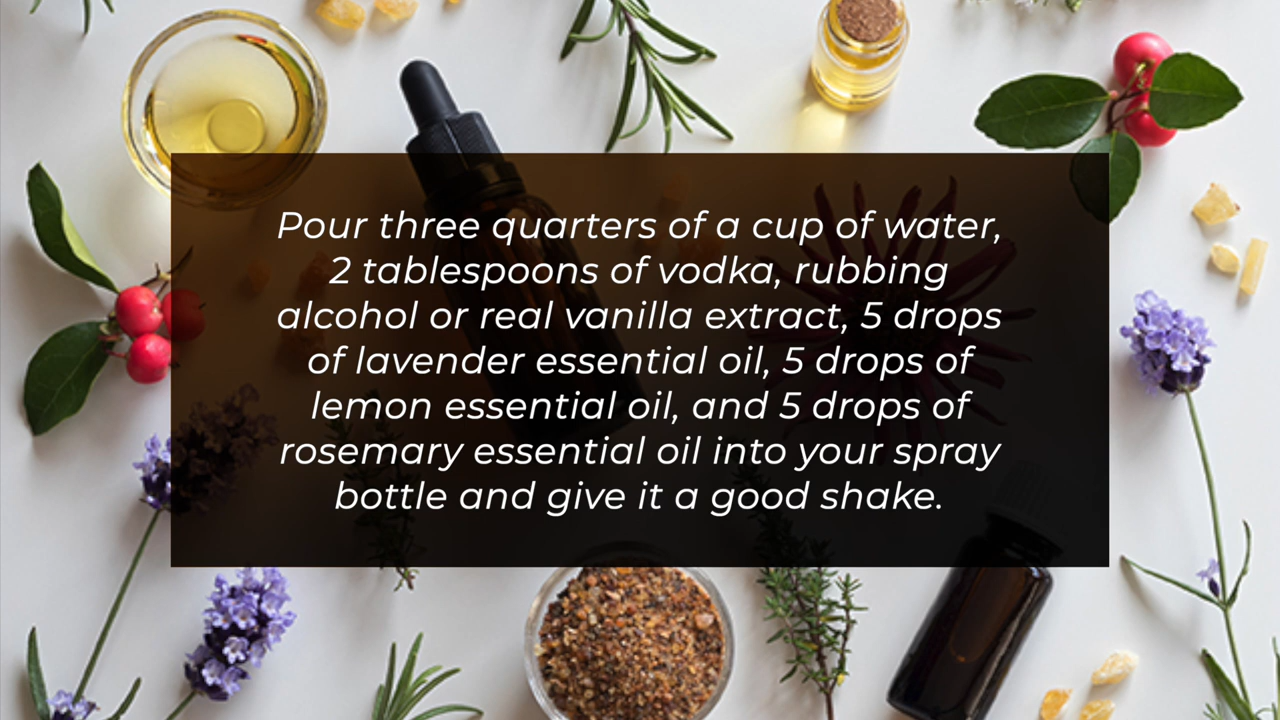 Pour three quarters of a cup of water,
2 tablespoons of vodka, rubbing
alcohol or real vanilla extract, 5 drops
of lavender essential oil, 5 drops of
lemon essential oil, and 5 drops of
rosemary essential oil into your spray
bottle and give it a good shake.